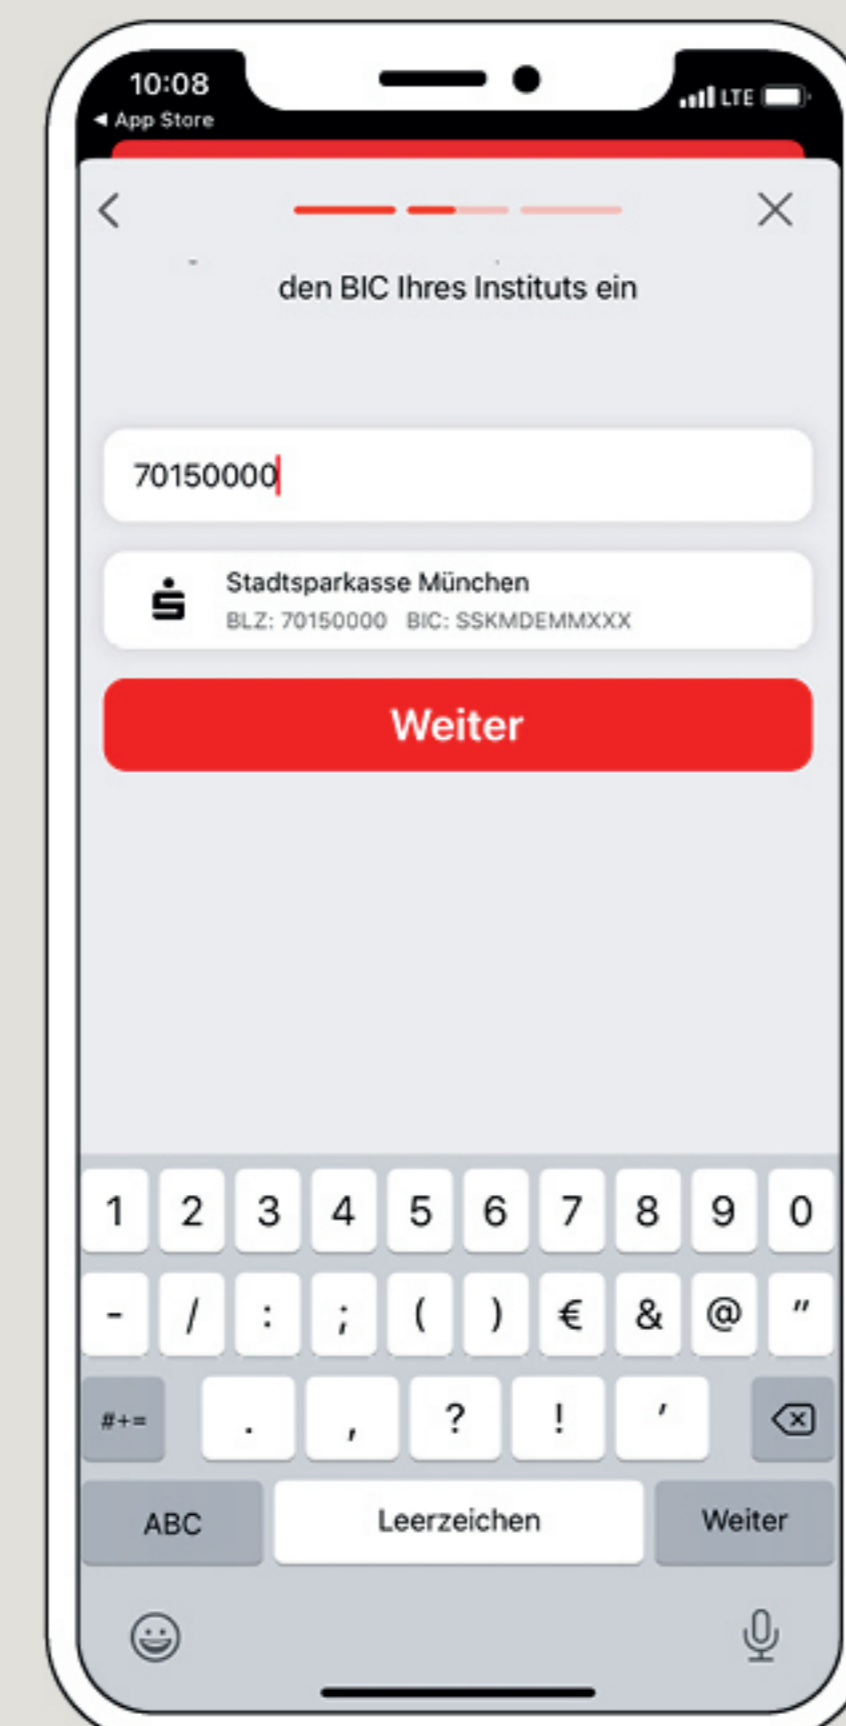 10:08
LTE
◀ App Store
den BIC Ihres Instituts ein
70150000
Stadtsparkasse München
BLZ: 70150000 BIC: SSKMDEMMXXX
Weiter
1 2 3 4 5 6 7 8 9 0
- / : ; ( ) € & @ "
#+= . , ? ! '
ABC Leerzeichen Weiter